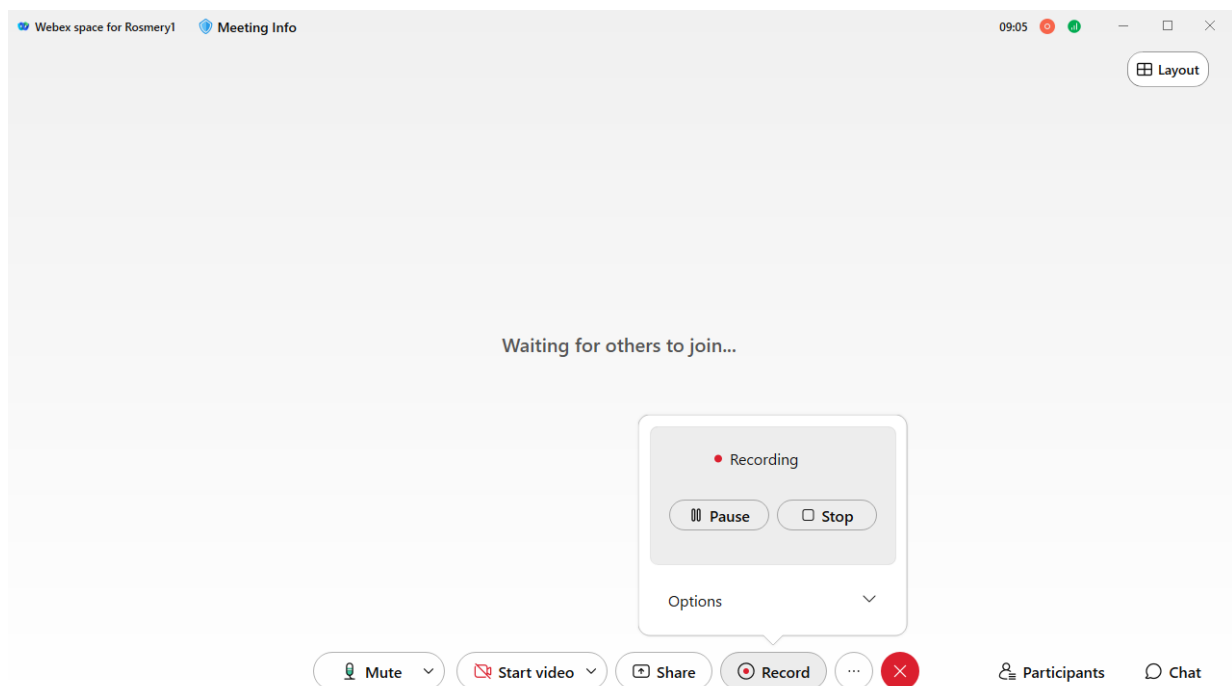 Webex space for Rosmery1 Meeting Info 09:05
Layout
Waiting for others to join...
Recording
Pause Stop
Options
Mute Start video Share Record ... Participants Chat